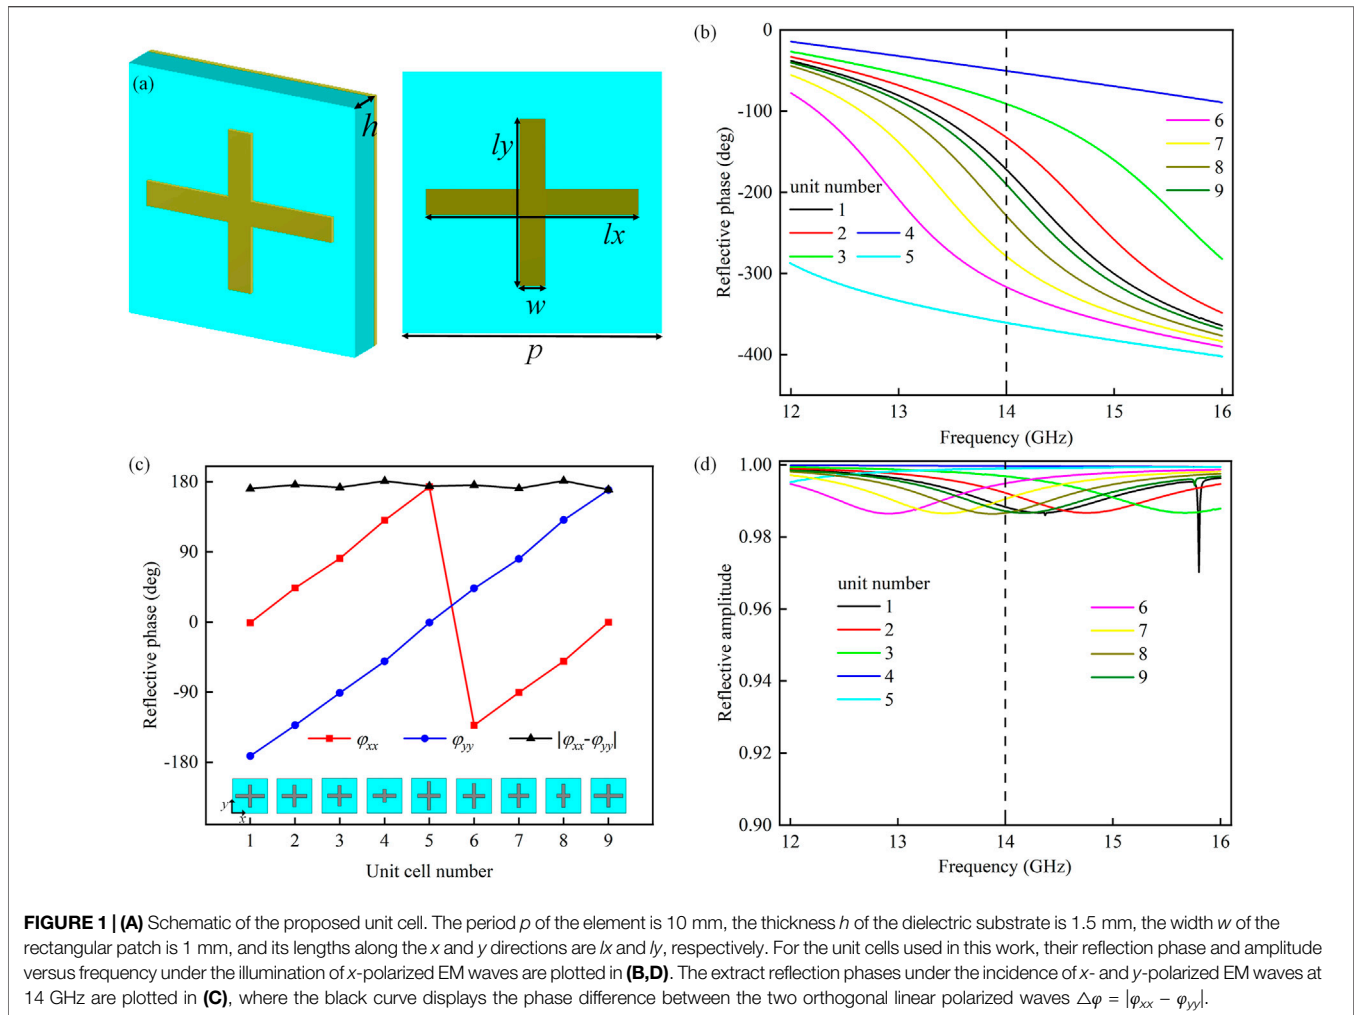 (a)
h
ly
lx
w
p
(b)
0
-100
-200
-300
-400
Reflective phase (deg)
unit number
1
2
3
4
5
6
7
8
9
12
13
14
15
16
Frequency (GHz)
(c)
180
90
0
-90
-180
Reflective phase (deg)
φxx
φyy
|φxx-φyy|
y
x
1
2
3
4
5
6
7
8
9
Unit cell number
(d)
1.00
0.98
0.96
0.94
0.92
0.90
Reflective amplitude
unit number
1
2
3
4
5
6
7
8
9
12
13
14
15
16
Frequency (GHz)
FIGURE 1 | (A) Schematic of the proposed unit cell. The period p of the element is 10 mm, the thickness h of the dielectric substrate is 1.5 mm, the width w of the
rectangular patch is 1 mm, and its lengths along the x and y directions are lx and ly, respectively. For the unit cells used in this work, their reflection phase and amplitude
versus frequency under the illumination of x-polarized EM waves are plotted in (B,D). The extract reflection phases under the incidence of x- and y-polarized EM waves at
14 GHz are plotted in (C), where the black curve displays the phase difference between the two orthogonal linear polarized waves △φ = |φxx − φyy|.